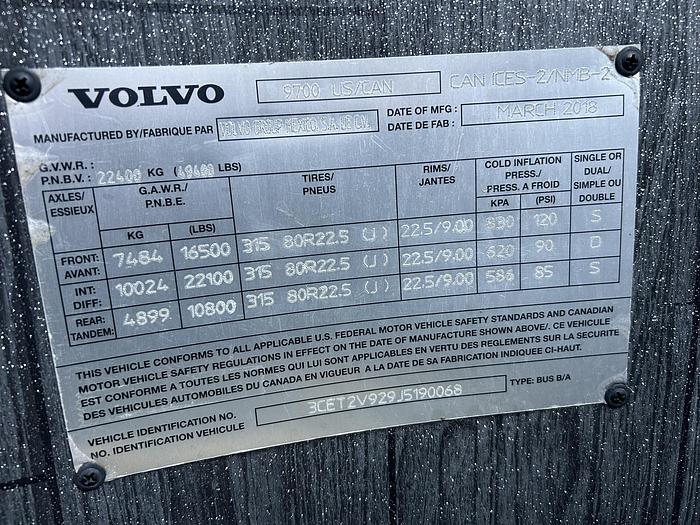 VOLVO 9700 US/CAN CAN ICES-2/NMB-2
MANUFACTURED BY/FABRIQUE PAR VOLVO GROUP MEXICO, S.A. DE C.V. DATE OF MFG : MARCH 2018
DATE DE FAB :
G.V.W.R. :
P.N.B.V. : 22400 KG (49400 LBS)
AXLES/ ESSIEUX G.A.W.R./ P.N.B.E. TIRES/ PNEUS RIMS/ JANTES COLD INFLATION PRESS./ PRESS. A FROID SINGLE OR DUAL/ SIMPLE OU DOUBLE
KG (LBS) KPA (PSI)
FRONT: AVANT: 7484 16500 315 80R22.5 (J) 22.5/9.00 830 120 S
INT: DIFF: 10024 22100 315 80R22.5 (J) 22.5/9.00 620 90 D
REAR: TANDEM: 4899 10800 315 80R22.5 (J) 22.5/9.00 586 85 S
THIS VEHICLE CONFORMS TO ALL APPLICABLE U.S. FEDERAL MOTOR VEHICLE SAFETY STANDARDS AND CANADIAN
MOTOR VEHICLE SAFETY REGULATIONS IN EFFECT ON THE DATE OF MANUFACTURE SHOWN ABOVE/. CE VEHICULE
EST CONFORME A TOUTES LES NORMES QUI LUI SONT APPLICABLES EN VERTU DES REGLEMENTS SUR LA SECURITE
DES VEHICULES AUTOMOBILES DU CANADA EN VIGUEUR A LA DATE DE SA FABRICATION INDIQUEE CI-HAUT.
VEHICLE IDENTIFICATION NO. 3CET2V929J5190068 TYPE: BUS B/A
NO. IDENTIFICATION VEHICULE